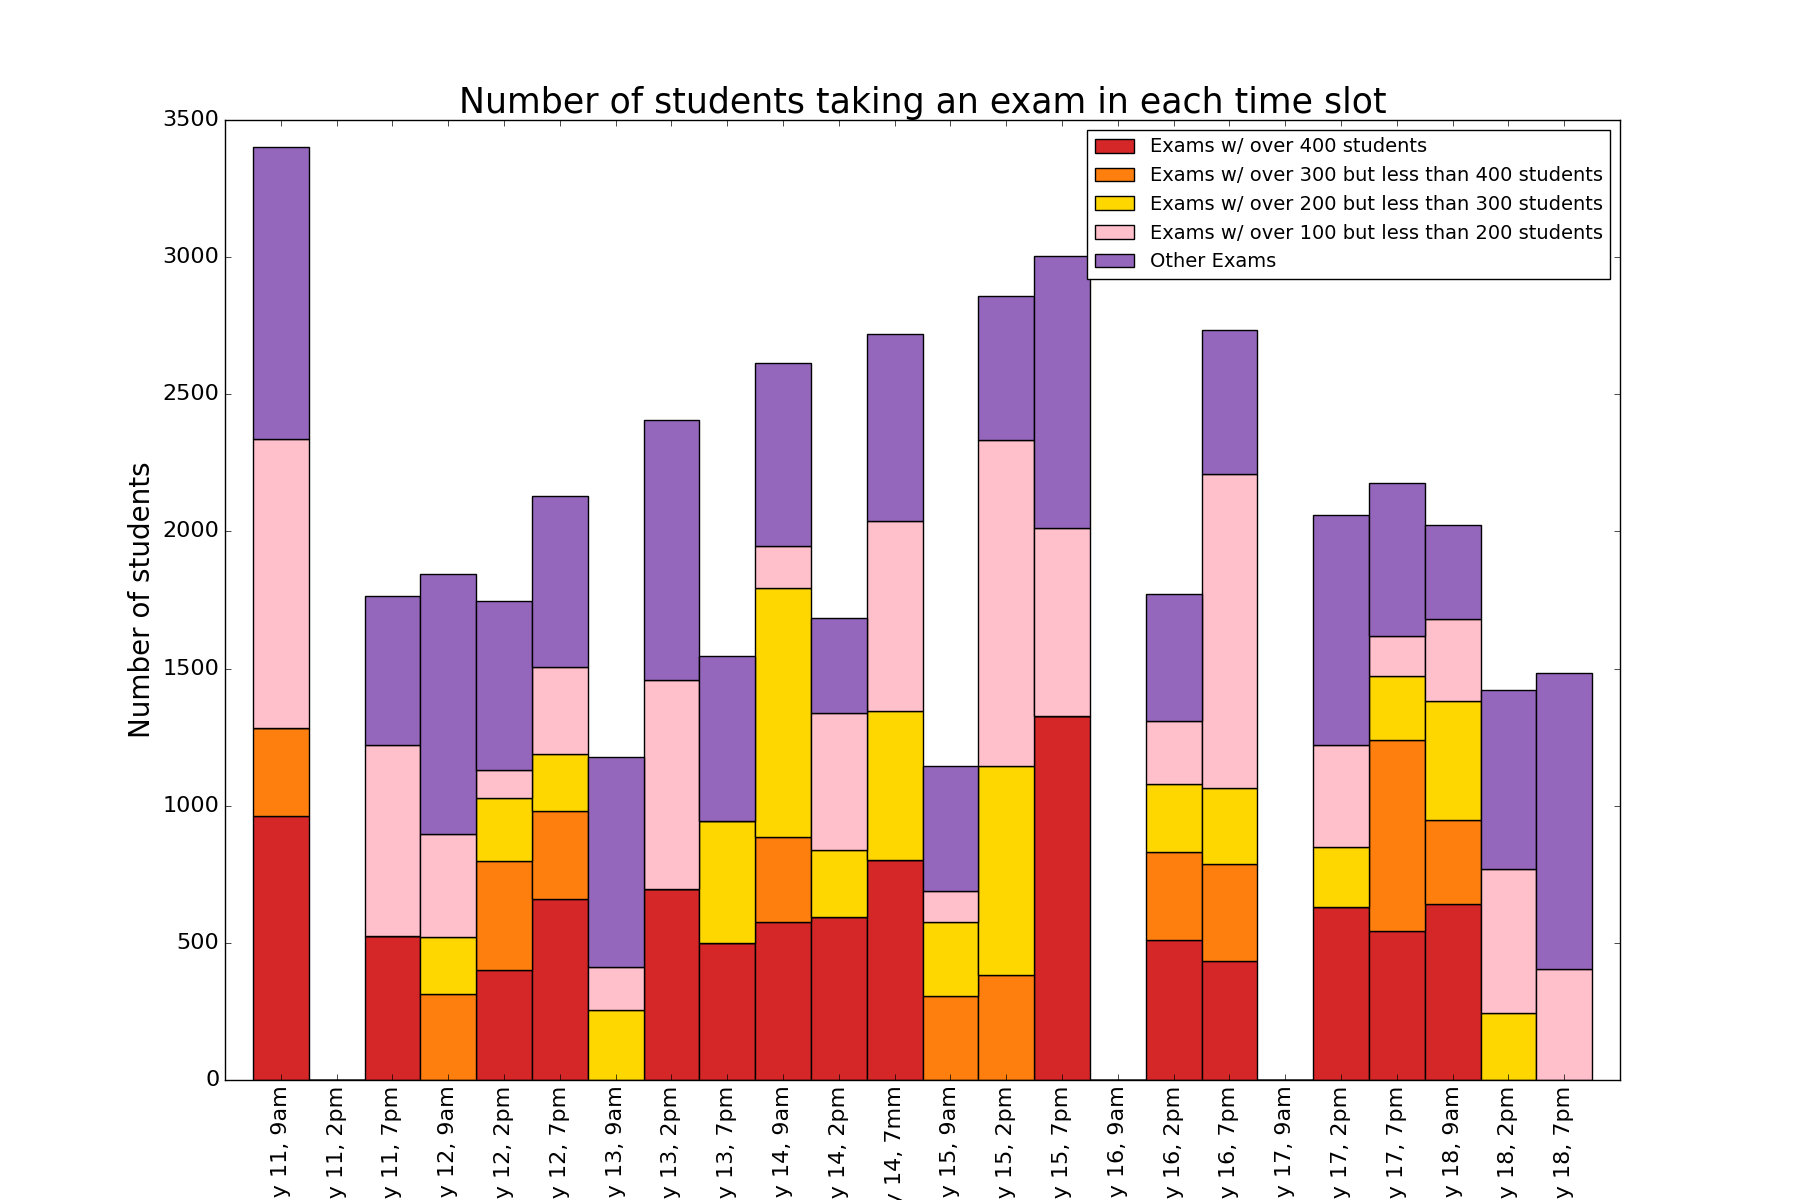 Number of students taking an exam in each time slot
3500
3000
2500
2000
1500
1000
500
0
Number of students
Exams w/ over 400 students
Exams w/ over 300 but less than 400 students
Exams w/ over 200 but less than 300 students
Exams w/ over 100 but less than 200 students
Other Exams
y 11, 9am
y 11, 2pm
y 11, 7pm
y 12, 9am
y 12, 2pm
y 12, 7pm
y 13, 9am
y 13, 2pm
y 13, 7pm
y 14, 9am
y 14, 2pm
y 14, 7mm
y 15, 9am
y 15, 2pm
y 15, 7pm
y 16, 9am
y 16, 2pm
y 16, 7pm
y 17, 9am
y 17, 2pm
y 17, 7pm
y 18, 9am
y 18, 2pm
y 18, 7pm